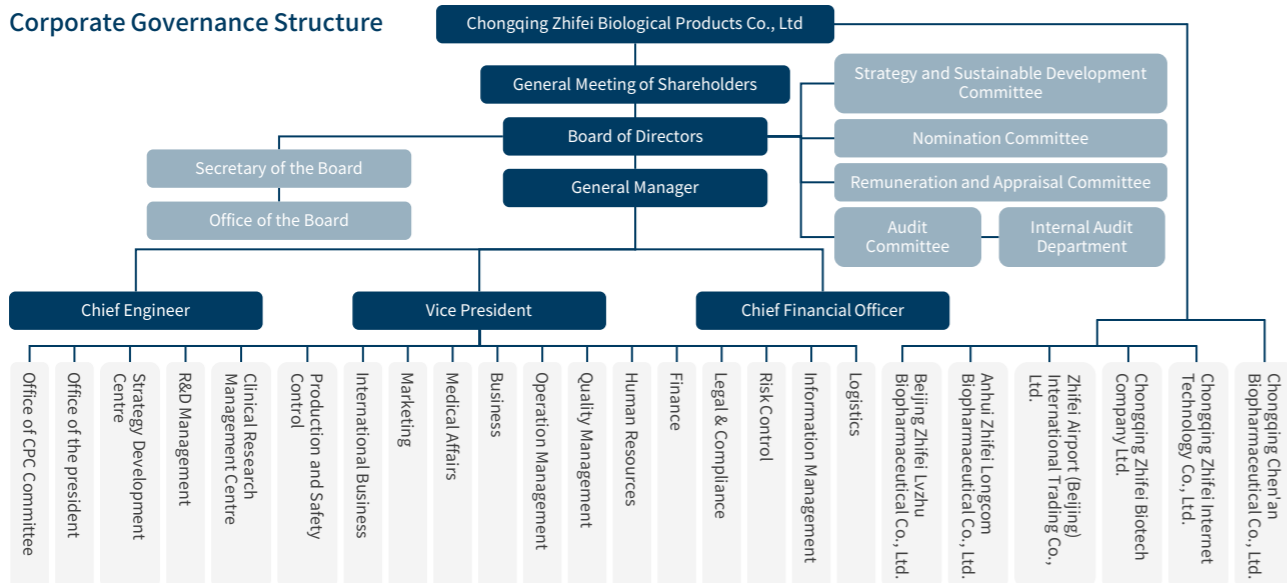 Corporate Governance Structure
Chongqing Zhifei Biological Products Co., Ltd
General Meeting of Shareholders
Board of Directors
General Manager
Secretary of the Board
Office of the Board
Strategy and Sustainable Development
Committee
Nomination Committee
Remuneration and Appraisal Committee
Audit
Committee
Internal Audit
Department
Chief Engineer
Vice President
Chief Financial Officer
Office of CPC Committee
Office of the president
Strategy Development
Centre
R&D Management
Clinical Research
Management Centre
Production and Safety
Control
International Business
Marketing
Medical Affairs
Business
Operation Management
Quality Management
Human Resources
Finance
Legal & Compliance
Risk Control
Information Management
Logistics
Beijing Zhifei Lvzhu
Biopharmaceutical Co., Ltd.
Anhui Zhifei Longcom
Biopharmaceutical Co., Ltd.
Zhifei Airport (Beijing)
International Trading Co.,
Ltd.
Chongqing Zhifei Biotech
Company Ltd.
Chongqing Zhifei Internet
Technology Co., Ltd.
Chongqing Chen'an
Biopharmaceutical Co., Ltd.